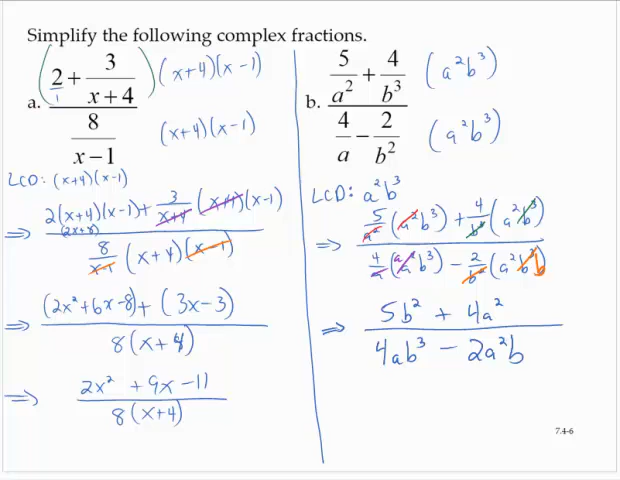 Simplify the following complex fractions.
a. (2/1 + 3/(x+4)) (x+4)(x-1)
8/(x-1) (x+4)(x-1)
LCD: (x+4)(x-1)
⇒ 2(x+4)(x-1) + 3/(x+4) (x+4)(x-1)
(2x+8)
8/(x-1) (x+4)(x-1)
⇒ (2x²+6x-8) + (3x-3)
8(x+4)
⇒ 2x² + 9x - 11
8(x+4)
b. 5/a² + 4/b³ (a²b³)
4/a - 2/b² (a²b³)
LCD: a²b³
⇒ 5/a² (a²b³) + 4/b³ (a²b³)
4/a (a²b³) - 2/b² (a²b³) b
⇒ 5b² + 4a²
4ab³ - 2a²b
7.4-6